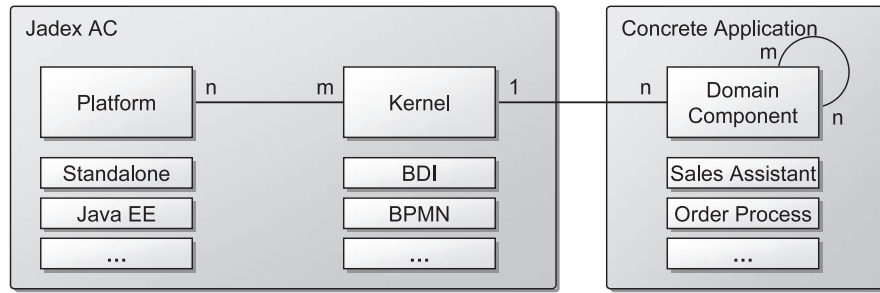 Jadex AC
Concrete Application
Platform
n
m
Kernel
1
n
Domain
Component
m
n
Standalone
Java EE
...
BDI
BPMN
...
Sales Assistant
Order Process
...